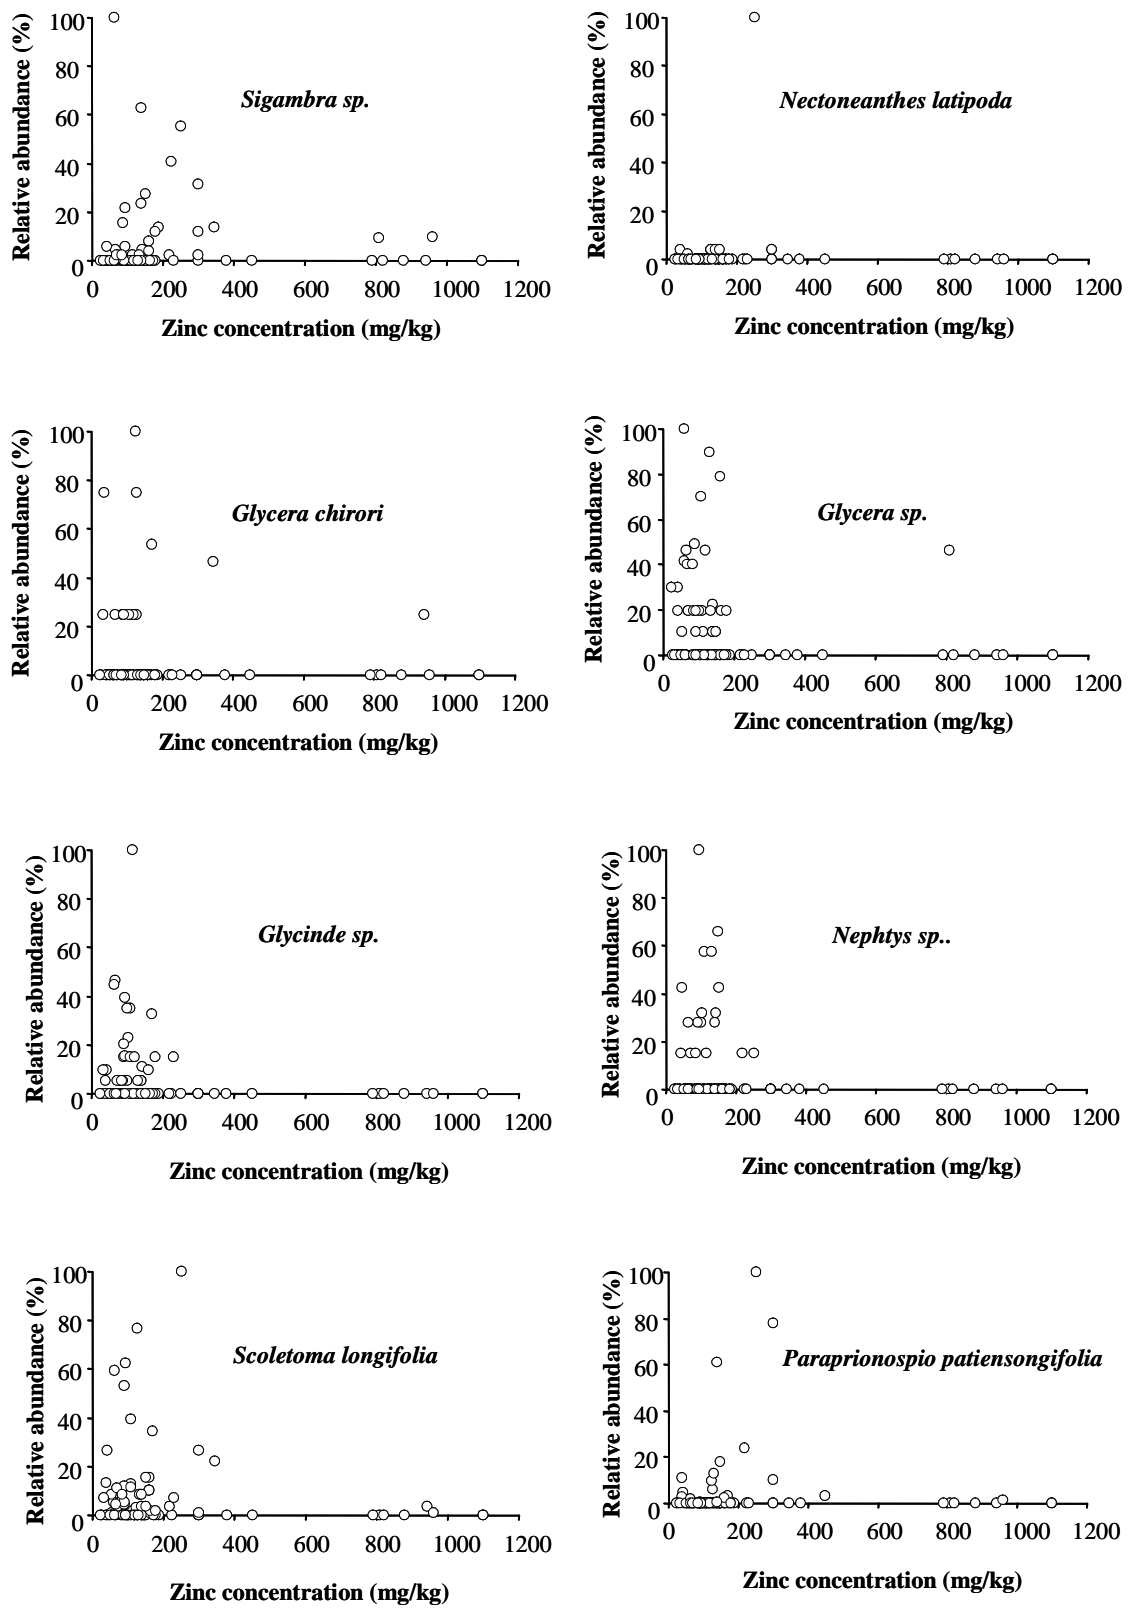 Relative abundance (%)
100
80
60
40
20
0
Sigambra sp.
0 200 400 600 800 1000 1200
Zinc concentration (mg/kg)
Relative abundance (%)
100
80
60
40
20
0
Nectoneanthes latipoda
0 200 400 600 800 1000 1200
Zinc concentration (mg/kg)
Relative abundance (%)
100
80
60
40
20
0
Glycera chirori
0 200 400 600 800 1000 1200
Zinc concentration (mg/kg)
Relative abundance (%)
100
80
60
40
20
0
Glycera sp.
0 200 400 600 800 1000 1200
Zinc concentration (mg/kg)
Relative abundance (%)
100
80
60
40
20
0
Glycinde sp.
0 200 400 600 800 1000 1200
Zinc concentration (mg/kg)
Relative abundance (%)
100
80
60
40
20
0
Nephtys sp..
0 200 400 600 800 1000 1200
Zinc concentration (mg/kg)
Relative abundance (%)
100
80
60
40
20
0
Scoletoma longifolia
0 200 400 600 800 1000 1200
Zinc concentration (mg/kg)
Relative abundance (%)
100
80
60
40
20
0
Paraprionospio patiensongifolia
0 200 400 600 800 1000 1200
Zinc concentration (mg/kg)